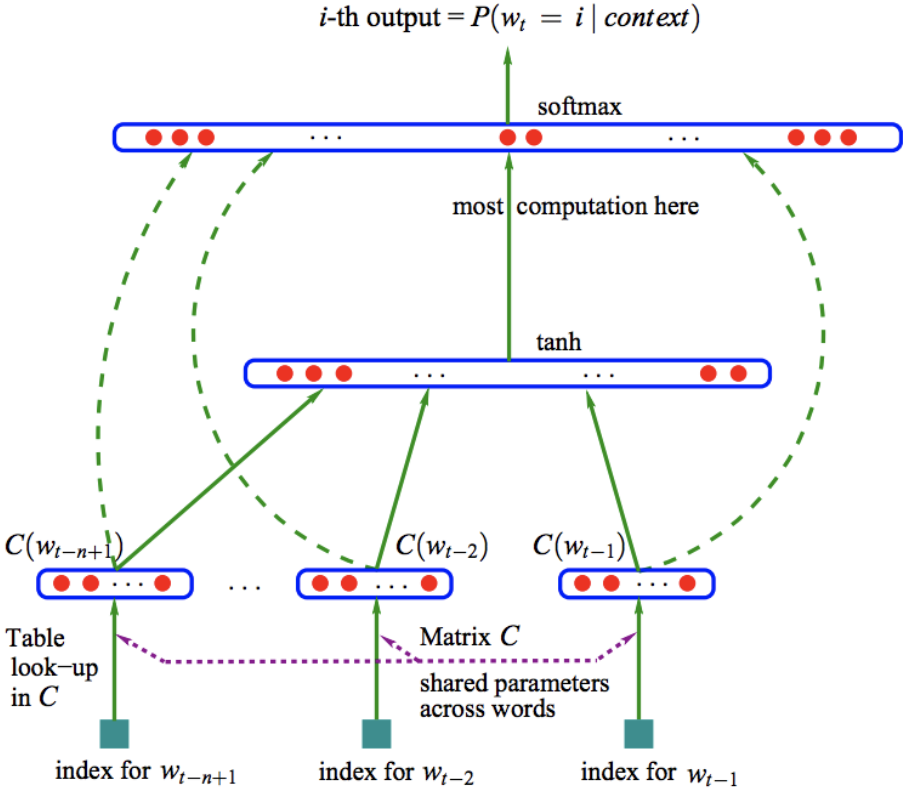 i-th output = P(w_t = i | context)
softmax
. . .
. . .
most computation here
tanh
. . .
. . .
C(w_{t−n+1})
C(w_{t−2})
C(w_{t−1})
. . .
. . .
. . .
. . .
Table
look−up
in C
Matrix C
shared parameters
across words
index for w_{t−n+1}
index for w_{t−2}
index for w_{t−1}